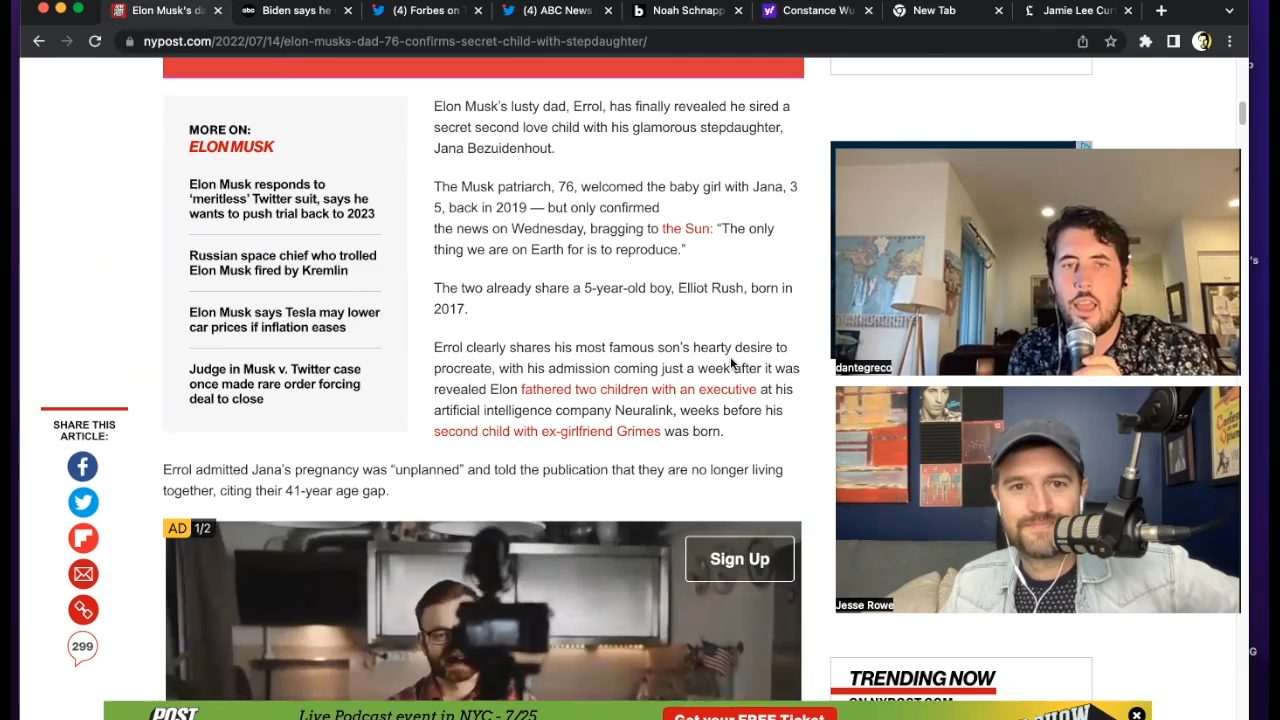 Elon Musk's da
Biden says he
(4) Forbes on T
(4) ABC News
Noah Schnapp
Constance Wu
New Tab
Jamie Lee Cur
nypost.com/2022/07/14/elon-musks-dad-76-confirms-secret-child-with-stepdaughter/
MORE ON:
ELON MUSK
Elon Musk responds to
‘meritless’ Twitter suit, says he
wants to push trial back to 2023
Russian space chief who trolled
Elon Musk fired by Kremlin
Elon Musk says Tesla may lower
car prices if inflation eases
Judge in Musk v. Twitter case
once made rare order forcing
deal to close
SHARE THIS
ARTICLE:
299
Elon Musk’s lusty dad, Errol, has finally revealed he sired a
secret second love child with his glamorous stepdaughter,
Jana Bezuidenhout.
The Musk patriarch, 76, welcomed the baby girl with Jana, 3
5, back in 2019 — but only confirmed
the news on Wednesday, bragging to the Sun: “The only
thing we are on Earth for is to reproduce.”
The two already share a 5-year-old boy, Elliot Rush, born in
2017.
Errol clearly shares his most famous son’s hearty desire to
procreate, with his admission coming just a week after it was
revealed Elon fathered two children with an executive at his
artificial intelligence company Neuralink, weeks before his
second child with ex-girlfriend Grimes was born.
Errol admitted Jana’s pregnancy was “unplanned” and told the publication that they are no longer living
together, citing their 41-year age gap.
AD 1/2
Sign Up
dantegreco
Jesse Rowe
TRENDING NOW
ON NYPOST.COM
POST
Live Podcast event in NYC - 7/25
Get your FREE Ticket
SHOW